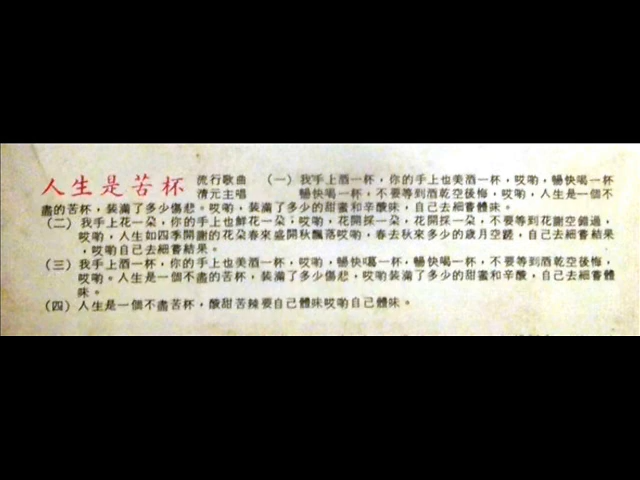 人生是苦杯 流行歌曲 (一) 我手上酒一杯，你的手上也美酒一杯，哎喲，暢快喝一杯
清元主唱 暢快喝一杯，不要等到酒乾空後悔，哎喲，人生是一個不
盡的苦杯，裝滿了多少傷悲。哎喲，裝滿了多少的甜蜜和辛酸味，自己去細嘗體味。
(二) 我手上花一朵，你的手上也鮮花一朵；哎喲，花開採一朵，花開採一朵，不要等到花謝空錯過，
哎喲，人生如四季開謝的花朵春來盛開秋飄落哎喲，春去秋來多少的歲月空蹉，自己去細嘗結果
，哎喲自己去細嘗結果。
(三) 我手上酒一杯，你的手上也美酒一杯，哎喲，暢快喝一杯，暢快喝一杯，不要等到酒乾空後悔，
哎喲。人生是一個不盡的苦杯，裝滿了多少傷悲，哎喲裝滿了多少的甜蜜和辛酸，自己去細嘗體
味。
(四) 人生是一個不盡苦杯，酸甜苦辣要自己體味哎喲自己體味。